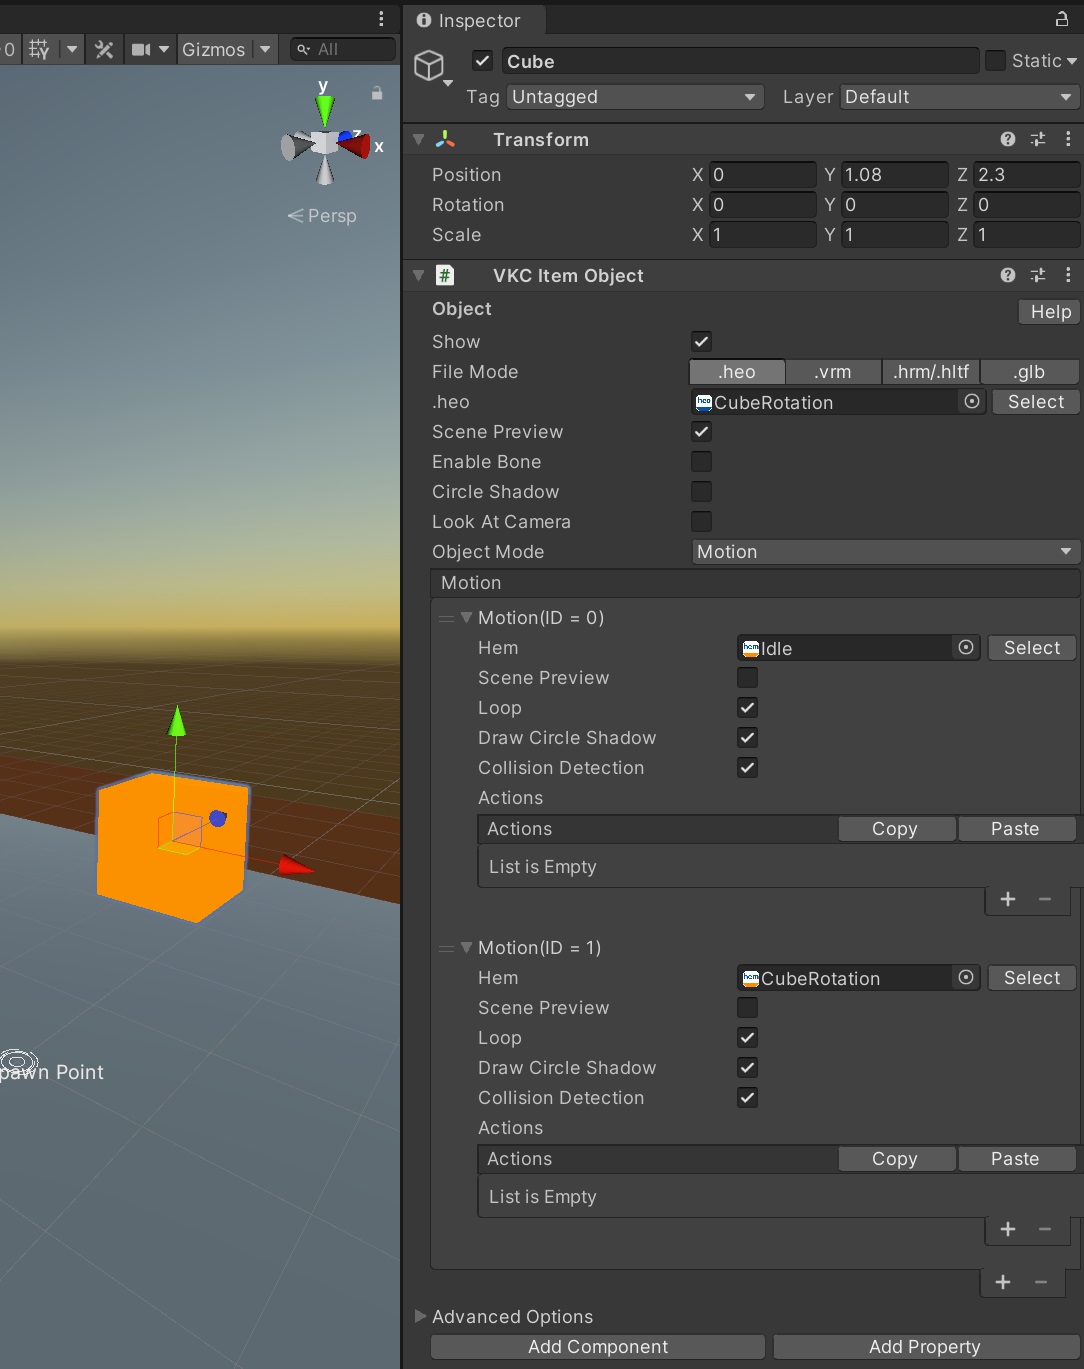 Inspector
0 Gizmos All
Cube Static
Tag Untagged Layer Default
y
z
x
Persp
Transform
Position X 0 Y 1.08 Z 2.3
Rotation X 0 Y 0 Z 0
Scale X 1 Y 1 Z 1
# VKC Item Object
Object Help
Show
File Mode .heo .vrm .hrm/.hltf .glb
.heo heo CubeRotation Select
Scene Preview
Enable Bone
Circle Shadow
Look At Camera
Object Mode Motion
Motion
Motion(ID = 0)
Hem hem Idle Select
Scene Preview
Loop
Draw Circle Shadow
Collision Detection
Actions
Actions Copy Paste
List is Empty
+ −
Motion(ID = 1)
Hem hem CubeRotation Select
Scene Preview
Loop
Draw Circle Shadow
Collision Detection
Actions
Actions Copy Paste
List is Empty
+ −
+ −
Advanced Options
Add Component Add Property
pawn Point